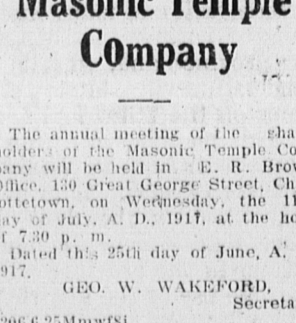 Masonic Temple
Company
The annual meeting of the sha
holders of the Masonic Temple Co
pany will be held in E. R. Brow
Office, 130 Great George Street, Ch
ottetown, on Wednesday, the 11
ay of July. A. D., 1917, at the ho
f 7.30 p. m.
Dated this 25th day of June, A.
917.
GEO. W. WAKEFORD,
Secreta